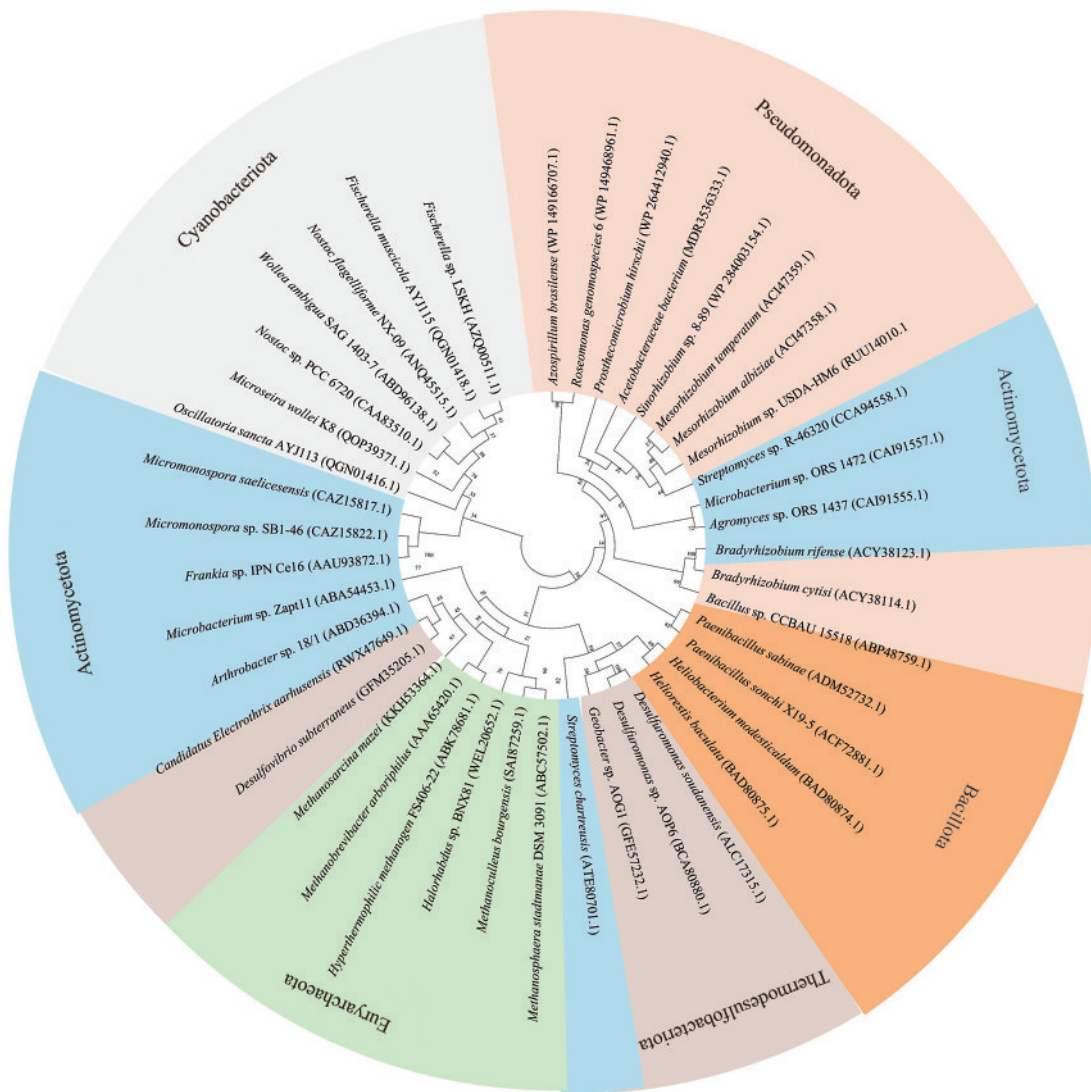 Pseudomonadota
Azospirillum brasilense (WP 149166707.1)
Roseomonas genomospecies 6 (WP 149468961.1)
Prosthecomicrobium hirschii (WP 264412940.1)
Acetobacteraceae bacterium (MDR3536333.1)
Sinorhizobium sp. 8-89 (WP 284003154.1)
Mesorhizobium temperatum (ACI47359.1)
Mesorhizobium albiziae (ACI47358.1)
Mesorhizobium sp. USDA-HM6 (RUU14010.1
Actinomycetota
Streptomyces sp. R-46320 (CCA94558.1)
Microbacterium sp. ORS 1472 (CAI91557.1)
Agromyces sp. ORS 1437 (CAI91555.1)
Bradyrhizobium rifense (ACY38123.1)
Bradyrhizobium cytisi (ACY38114.1)
Bacillus sp. CCBAU 15518 (ABP48759.1)
Bacillota
Paenibacillus sabinae (ADM52732.1)
Paenibacillus sonchi X19-5 (ACF72881.1)
Heliobacterium modesticaldum (BAD80874.1)
Heliorestis baculata (BAD80875.1)
Thermodesulfobacteriota
Desulfuromonas soudanensis (ALC17315.1)
Desulfuromonas sp. AOP6 (BCA80880.1)
Geobacter sp. AOG1 (GFE57232.1)
Streptomyces chartreusis (ATE80701.1)
Euryarchaeota
Methanosphaera stadtmanae DSM 3091 (ABC57502.1)
Methanoculleus bourgensis (SAI87259.1)
Halorhabdus sp. BNX81 (WEL20652.1)
Hyperthermophilic methanogen FS406-22 (ABK78681.1)
Methanobrevibacter arboriphilus (AAA65420.1)
Methanosarcina mazei (KKH53364.1)
Desulfovibrio subterraneus (GFM35205.1)
Candidatus Electrothrix aarhusensis (RWX47649.1)
Actinomycetota
Arthrobacter sp. 18/1 (ABD36394.1)
Microbacterium sp. Zapt11 (ABA54453.1)
Frankia sp. IPN Ce16 (AAU93872.1)
Micromonospora sp. SB1-46 (CAZ15822.1)
Micromonospora saelicesensis (CAZ15817.1)
Cyanobacteriota
Oscillatoria sancta AYJ113 (QGN01416.1)
Microseira wollei K8 (QOP39371.1)
Nostoc sp. PCC 6720 (CAA83510.1)
Wollea ambigua SAG 1403-7 (ABD96138.1)
Nostoc flagelliforme NX-09 (ANQ45515.1)
Fischerella muscicola AYJ115 (QGN01418.1)
Fischerella sp. LSKH (AZQ00511.1)